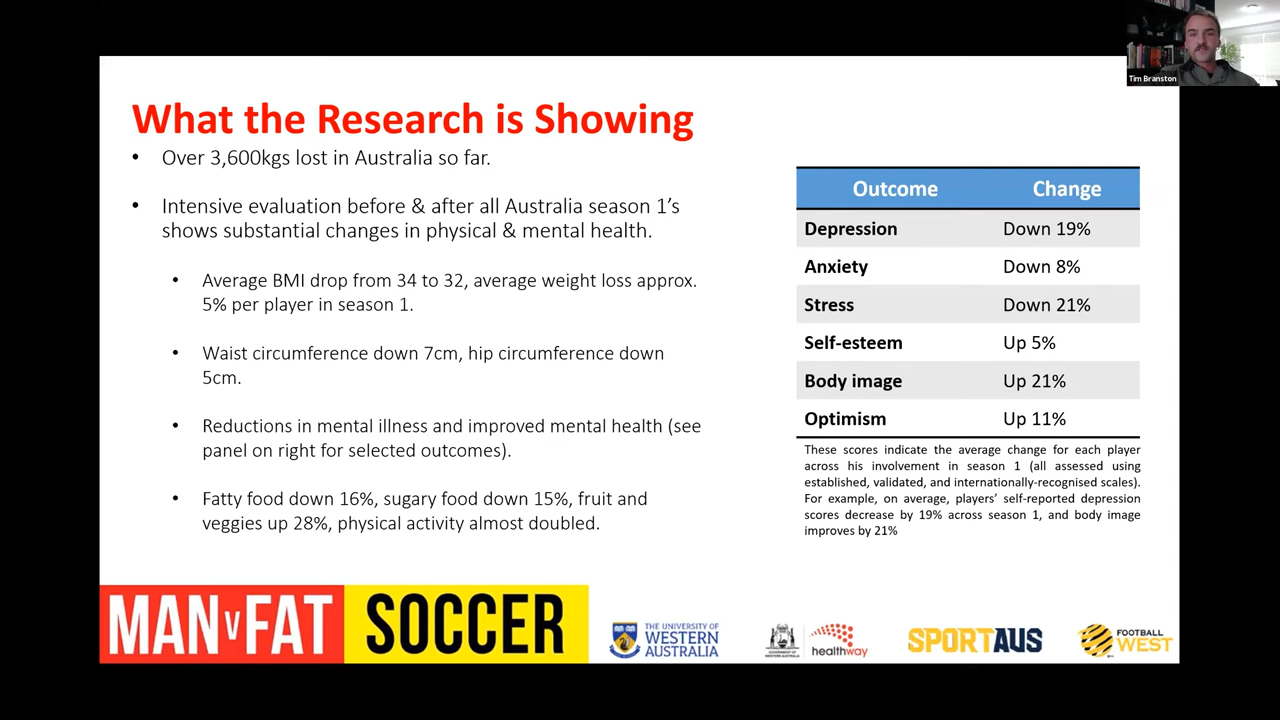 Tim Branston
What the Research is Showing
• Over 3,600kgs lost in Australia so far.
• Intensive evaluation before & after all Australia season 1’s
shows substantial changes in physical & mental health.
• Average BMI drop from 34 to 32, average weight loss approx.
5% per player in season 1.
• Waist circumference down 7cm, hip circumference down
5cm.
• Reductions in mental illness and improved mental health (see
panel on right for selected outcomes).
• Fatty food down 16%, sugary food down 15%, fruit and
veggies up 28%, physical activity almost doubled.
Outcome Change
Depression Down 19%
Anxiety Down 8%
Stress Down 21%
Self-esteem Up 5%
Body image Up 21%
Optimism Up 11%
These scores indicate the average change for each player
across his involvement in season 1 (all assessed using
established, validated, and internationally-recognised scales).
For example, on average, players’ self-reported depression
scores decrease by 19% across season 1, and body image
improves by 21%
MAN v FAT SOCCER
THE UNIVERSITY OF
WESTERN
AUSTRALIA
GOVERNMENT OF
WESTERN AUSTRALIA
healthway
SPORTAUS
FOOTBALL
WEST